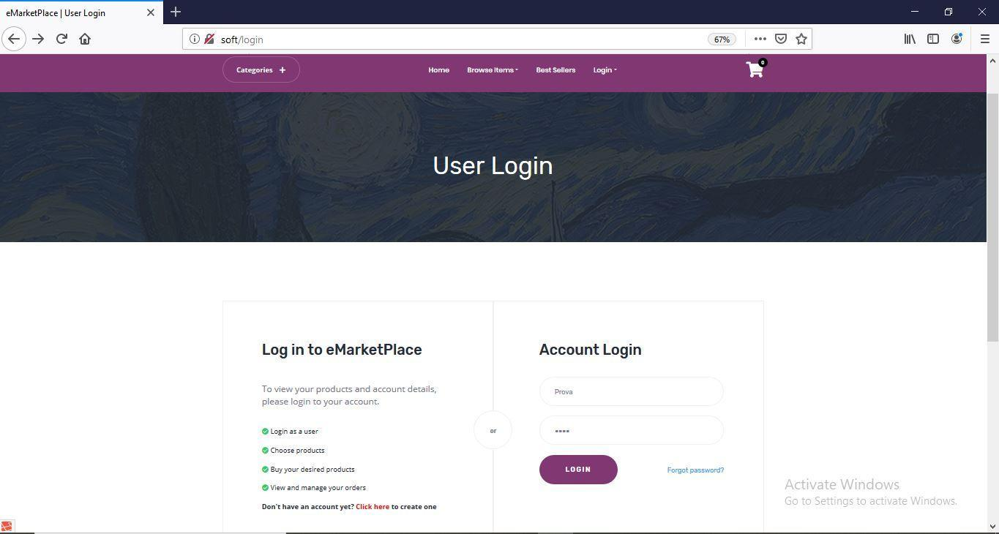 eMarketPlace | User Login
soft/login
67%
Categories +
Home
Browse Items
Best Sellers
Login
0
User Login
Log in to eMarketPlace
To view your products and account details,
please login to your account.
Login as a user
Choose products
Buy your desired products
View and manage your orders
Don't have an account yet? Click here to create one
or
Account Login
Prova
••••
LOGIN
Forgot password?
Activate Windows
Go to Settings to activate Windows.